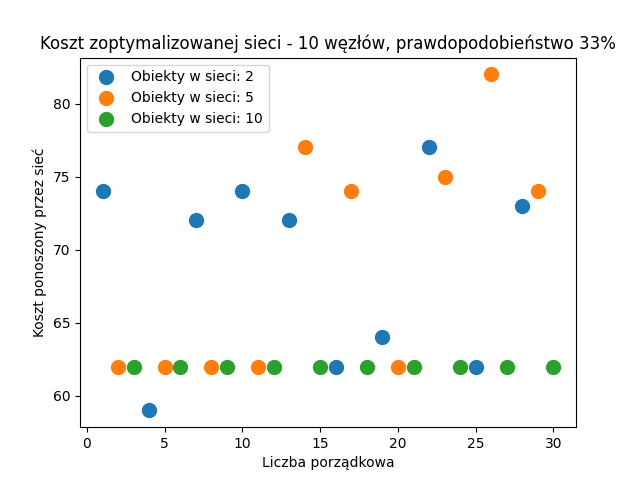 Koszt zoptymalizowanej sieci - 10 węzłów, prawdopodobieństwo 33%
Obiekty w sieci: 2
Obiekty w sieci: 5
Obiekty w sieci: 10
Koszt ponoszony przez sieć
80
75
70
65
60
0 5 10 15 20 25 30
Liczba porządkowa